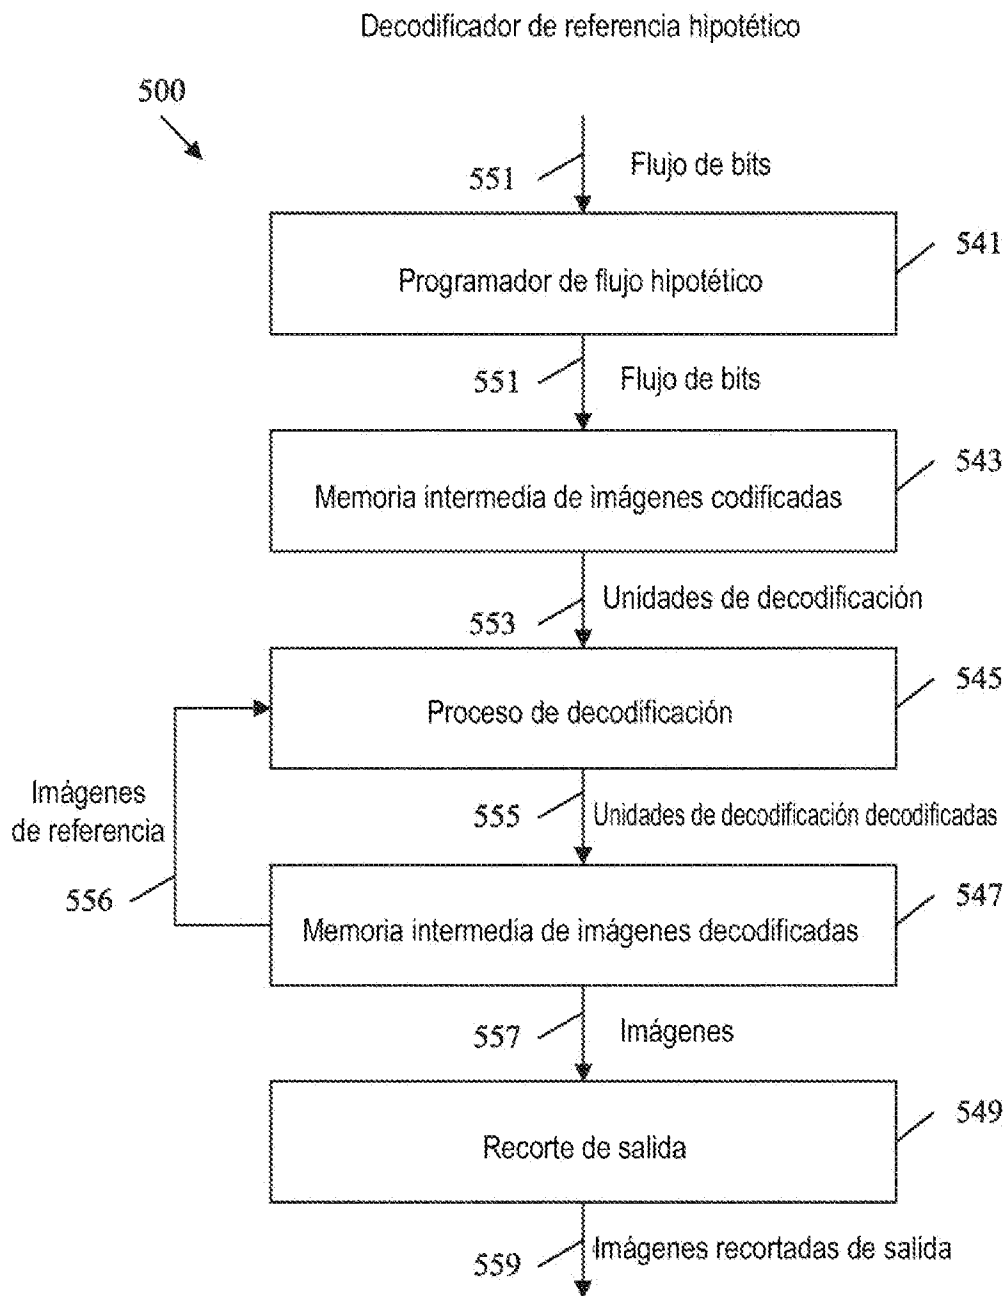 Decodificador de referencia hipotético
500
551
Flujo de bits
541
Programador de flujo hipotético
551
Flujo de bits
543
Memoria intermedia de imágenes codificadas
553
Unidades de decodificación
545
Proceso de decodificación
Imágenes
de referencia
556
555
Unidades de decodificación decodificadas
547
Memoria intermedia de imágenes decodificadas
557
Imágenes
549
Recorte de salida
559
Imágenes recortadas de salida